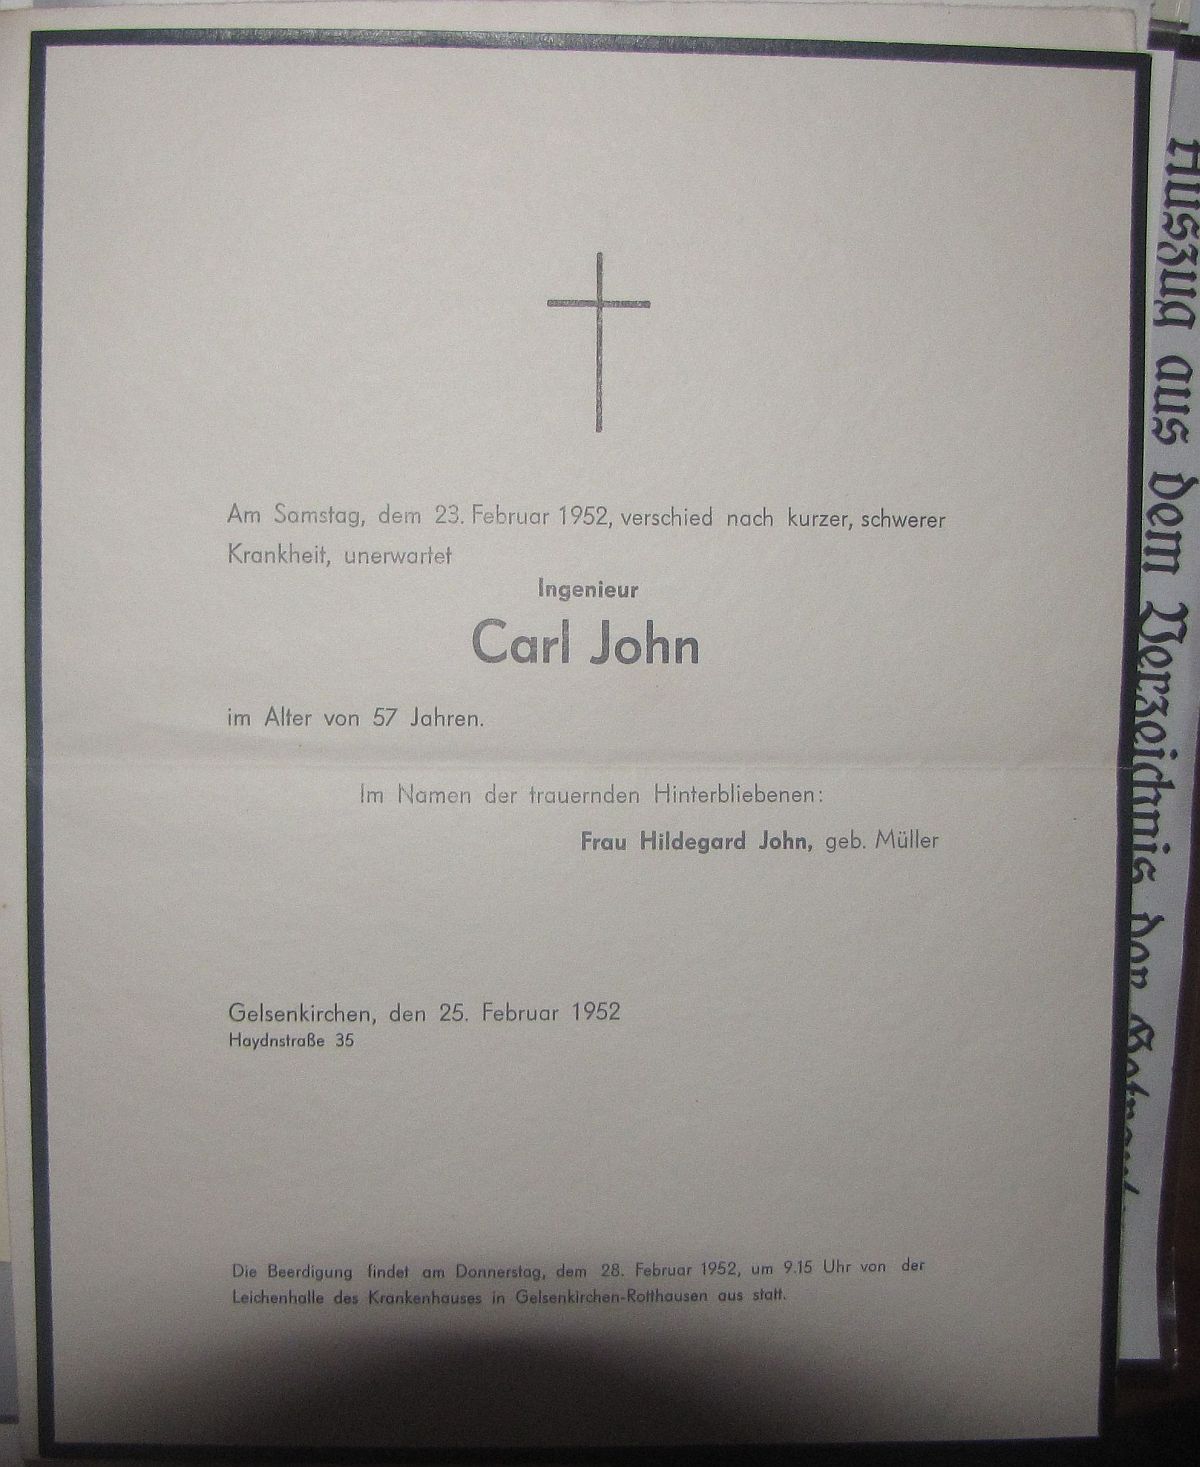 Am Samstag, dem 23. Februar 1952, verschied nach kurzer, schwerer
Krankheit, unerwartet
Ingenieur
Carl John
im Alter von 57 Jahren.
Im Namen der trauernden Hinterbliebenen:
Frau Hildegard John, geb. Müller
Gelsenkirchen, den 25. Februar 1952
Haydnstraße 35
Die Beerdigung findet am Donnerstag, dem 28. Februar 1952, um 9.15 Uhr von der
Leichenhalle des Krankenhauses in Gelsenkirchen-Rotthausen aus statt.
Auszug aus dem Verzeichnis der